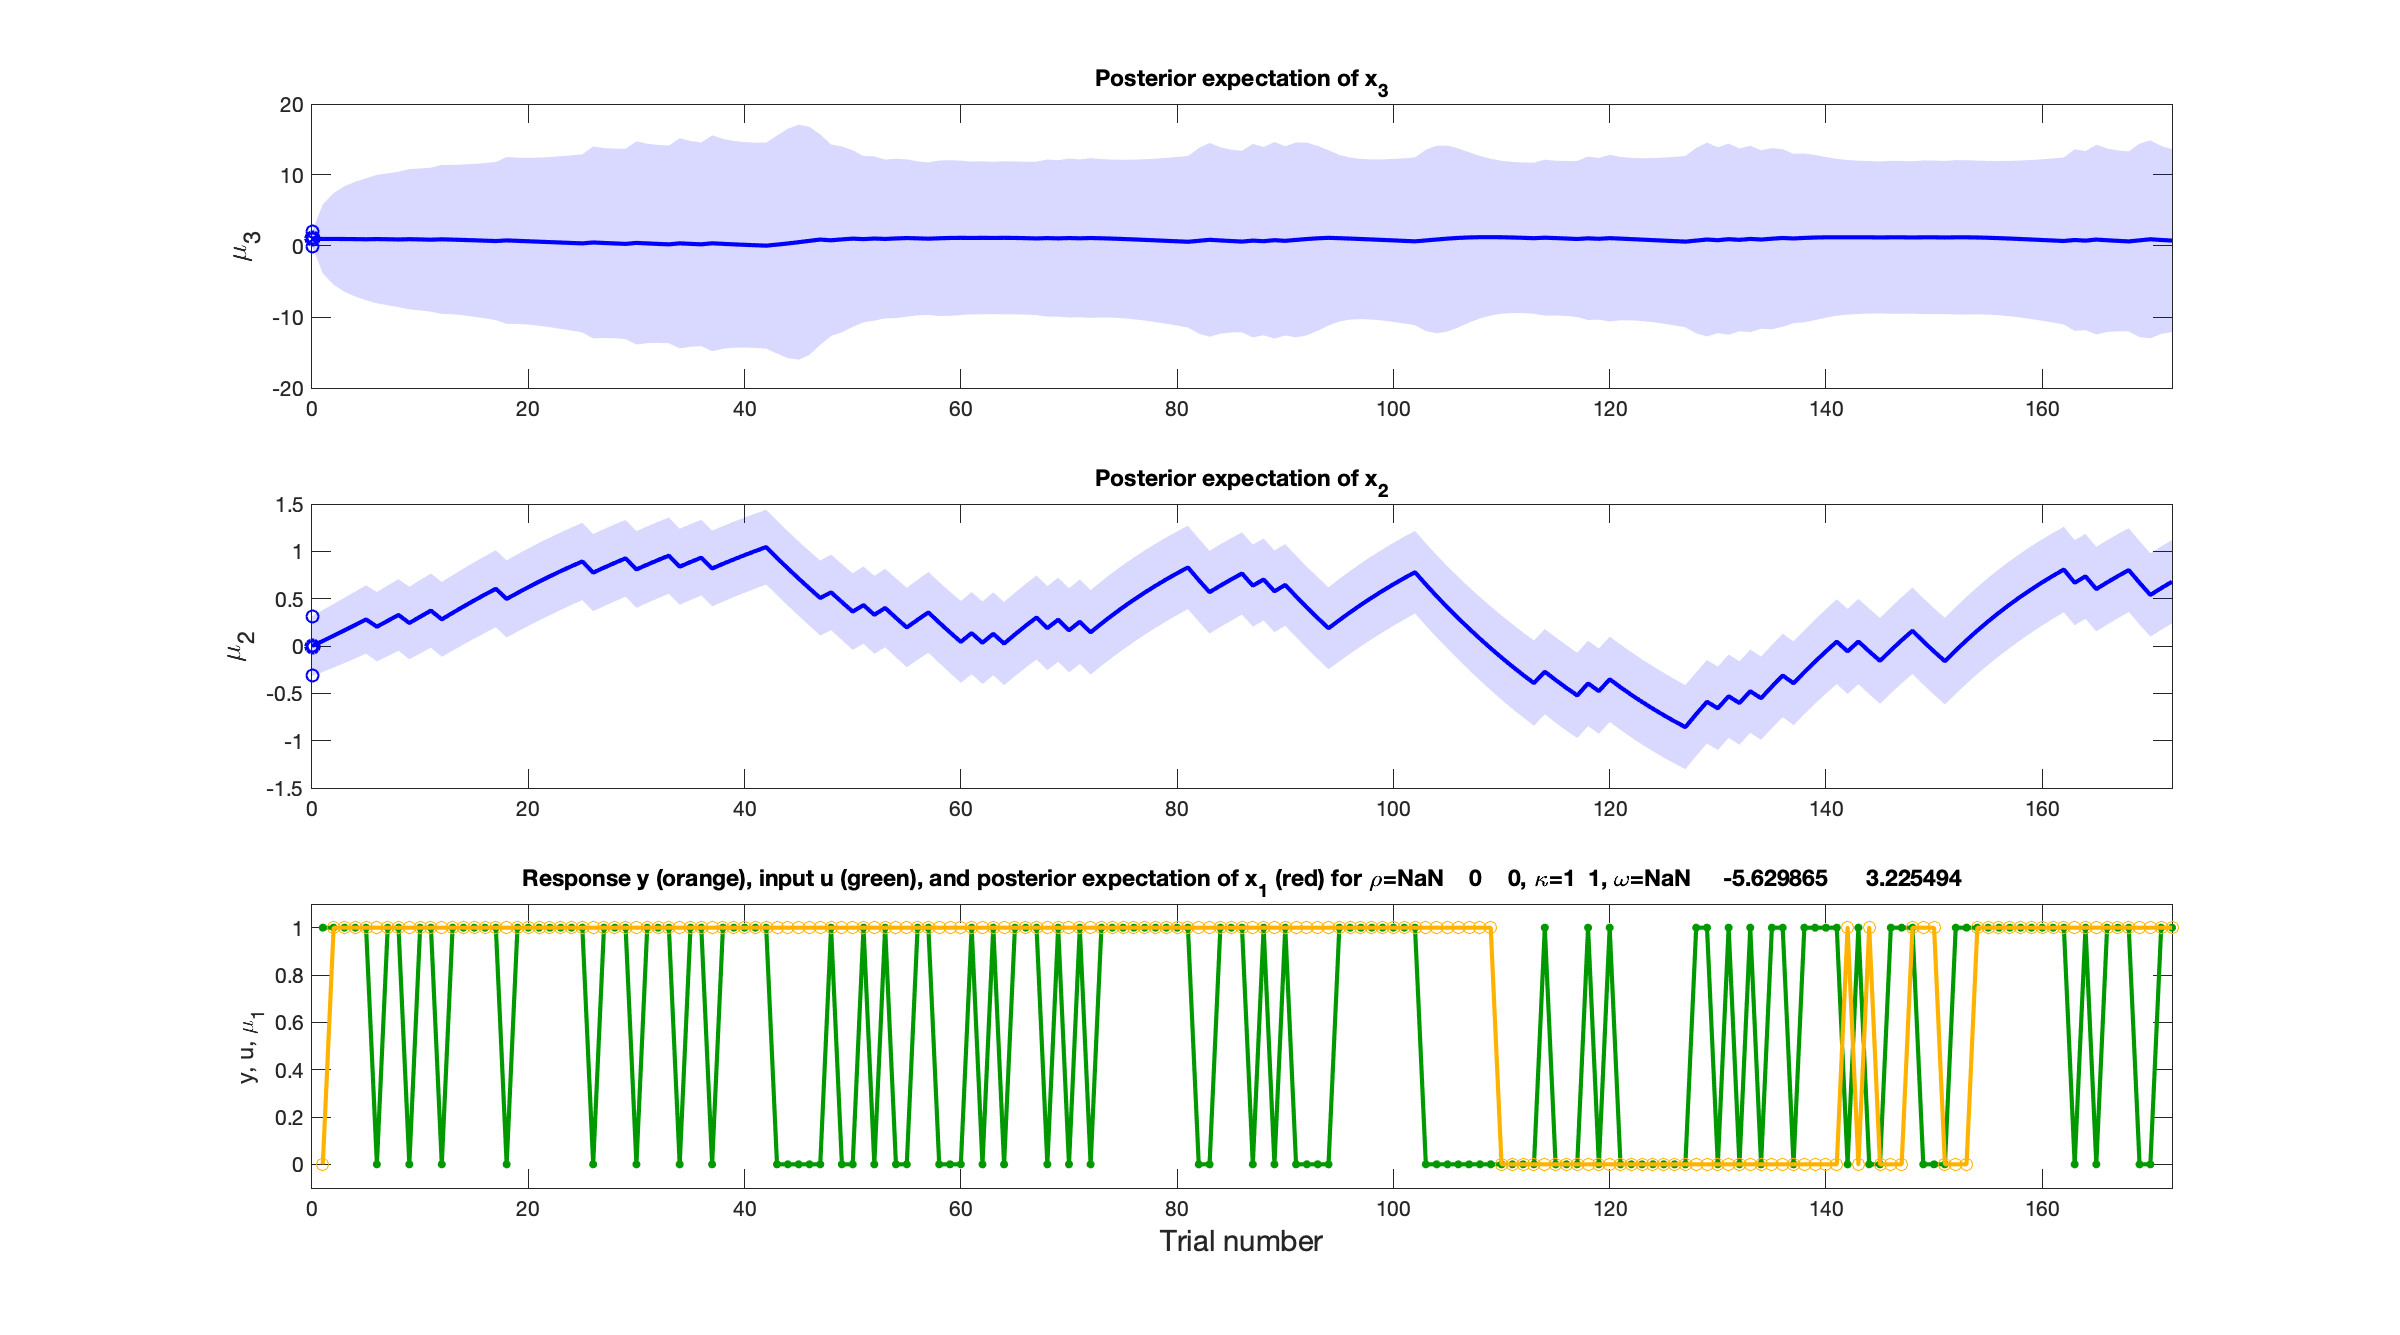 Posterior expectation of x3
20
10
0
-10
-20
μ3
0 20 40 60 80 100 120 140 160
Posterior expectation of x2
1.5
1
0.5
0
-0.5
-1
-1.5
μ2
0 20 40 60 80 100 120 140 160
Response y (orange), input u (green), and posterior expectation of x1 (red) for ρ=NaN 0 0, κ=1 1, ω=NaN -5.629865 3.225494
1
0.8
0.6
0.4
0.2
0
y, u, μ1
0 20 40 60 80 100 120 140 160
Trial number